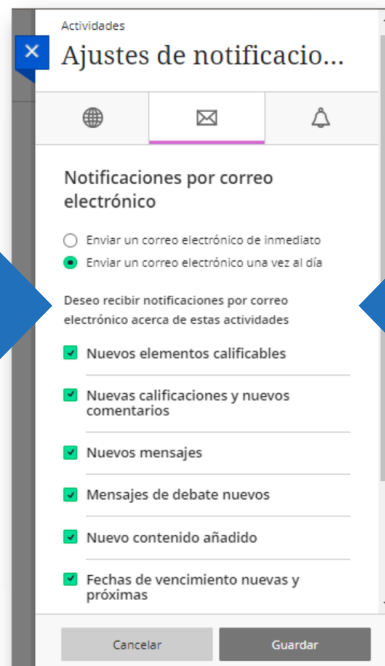 Actividades
Ajustes de notificacio...
Notificaciones por correo
electrónico
Enviar un correo electrónico de inmediato
Enviar un correo electrónico una vez al día
Deseo recibir notificaciones por correo
electrónico acerca de estas actividades
Nuevos elementos calificables
Nuevas calificaciones y nuevos
comentarios
Nuevos mensajes
Mensajes de debate nuevos
Nuevo contenido añadido
Fechas de vencimiento nuevas y
próximas
Cancelar
Guardar